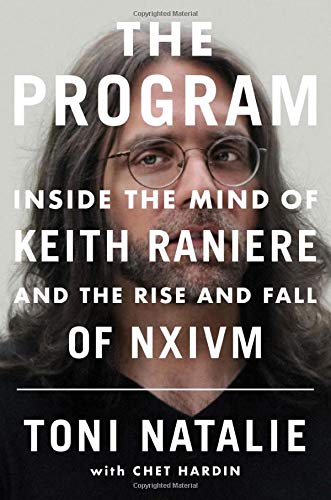 Copyrighted Material
THE
PROGRAM
INSIDE THE MIND OF
KEITH RANIERE
AND THE RISE AND FALL
OF NXIVM
TONI NATALIE
with CHET HARDIN
Copyrighted Material